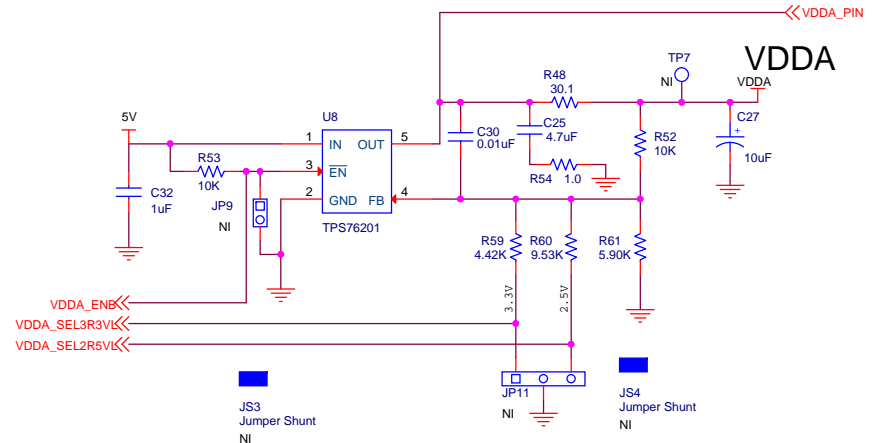 VDDA_PIN
VDDA
TP7
NI
VDDA
R48
30.1
C27
10uF
+
5V
U8
1 IN OUT 5
3 EN
2 GND FB 4
TPS76201
C30
0.01uF
C25
4.7uF
R52
10K
R53
10K
R54 1.0
C32
1uF
JP9
NI
R59
4.42K
R60
9.53K
R61
5.90K
3.3V
2.5V
VDDA_ENB
VDDA_SEL3R3VL
VDDA_SEL2R5VL
JP11
NI
JS3
Jumper Shunt
NI
JS4
Jumper Shunt
NI